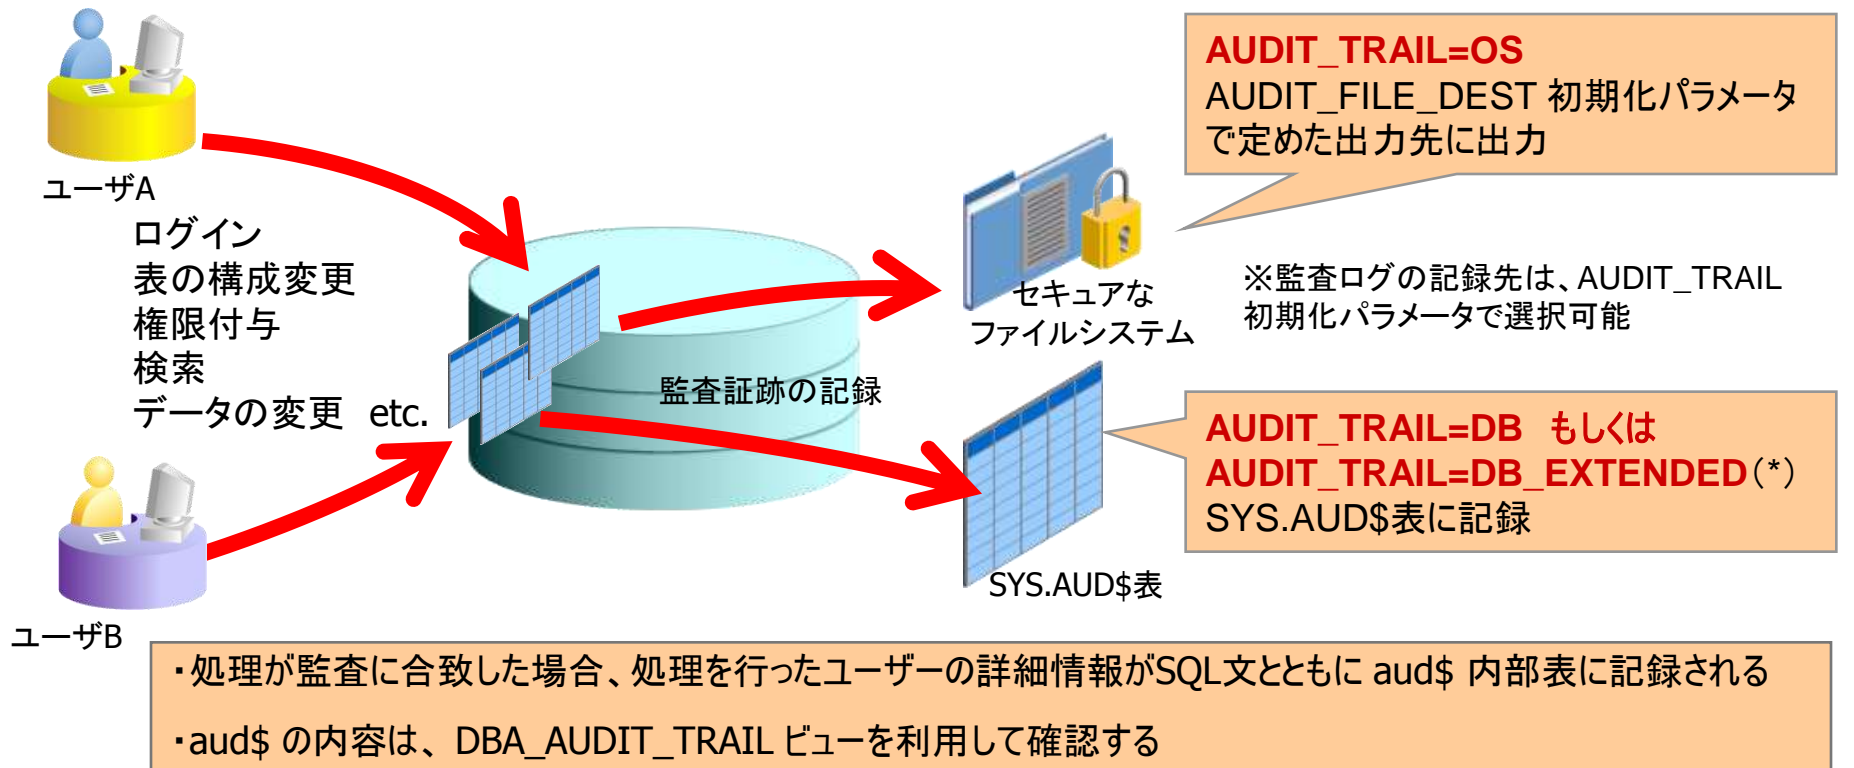 AUDIT_TRAIL=OS
AUDIT_FILE_DEST 初期化パラメータ
で定めた出力先に出力
ユーザA
ログイン
表の構成変更
権限付与
検索
データの変更 etc.
セキュアな
ファイルシステム
※監査ログの記録先は、AUDIT_TRAIL
初期化パラメータで選択可能
監査証跡の記録
AUDIT_TRAIL=DB もしくは
AUDIT_TRAIL=DB_EXTENDED(*)
SYS.AUD$表に記録
SYS.AUD$表
ユーザB
・処理が監査に合致した場合、処理を行ったユーザーの詳細情報がSQL文とともに aud$ 内部表に記録される
・aud$ の内容は、DBA_AUDIT_TRAIL ビューを利用して確認する